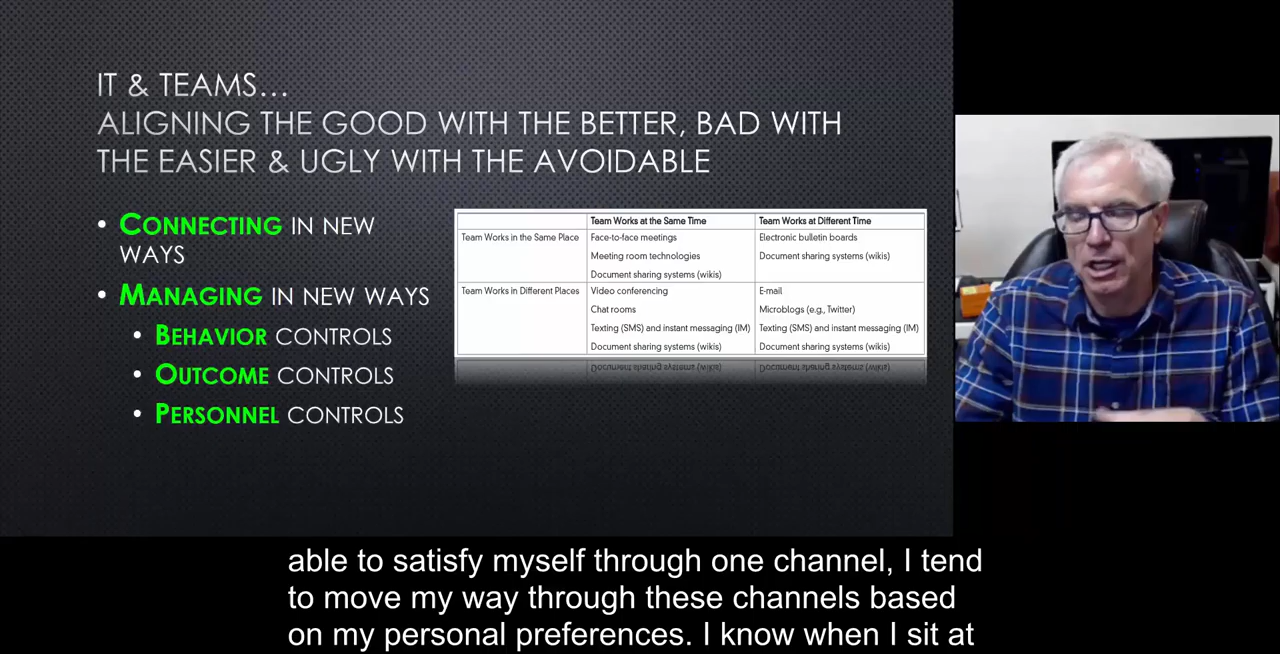 IT & TEAMS…
ALIGNING THE GOOD WITH THE BETTER, BAD WITH
THE EASIER & UGLY WITH THE AVOIDABLE
• CONNECTING IN NEW
WAYS
• MANAGING IN NEW WAYS
• BEHAVIOR CONTROLS
• OUTCOME CONTROLS
• PERSONNEL CONTROLS
Team Works at the Same Time Team Works at Different Time
Team Works in the Same Place Face-to-face meetings Electronic bulletin boards
Meeting room technologies Document sharing systems (wikis)
Document sharing systems (wikis)
Team Works in Different Places Video conferencing E-mail
Chat rooms Microblogs (e.g., Twitter)
Texting (SMS) and instant messaging (IM) Texting (SMS) and instant messaging (IM)
Document sharing systems (wikis) Document sharing systems (wikis)
able to satisfy myself through one channel, I tend
to move my way through these channels based
on my personal preferences. I know when I sit at